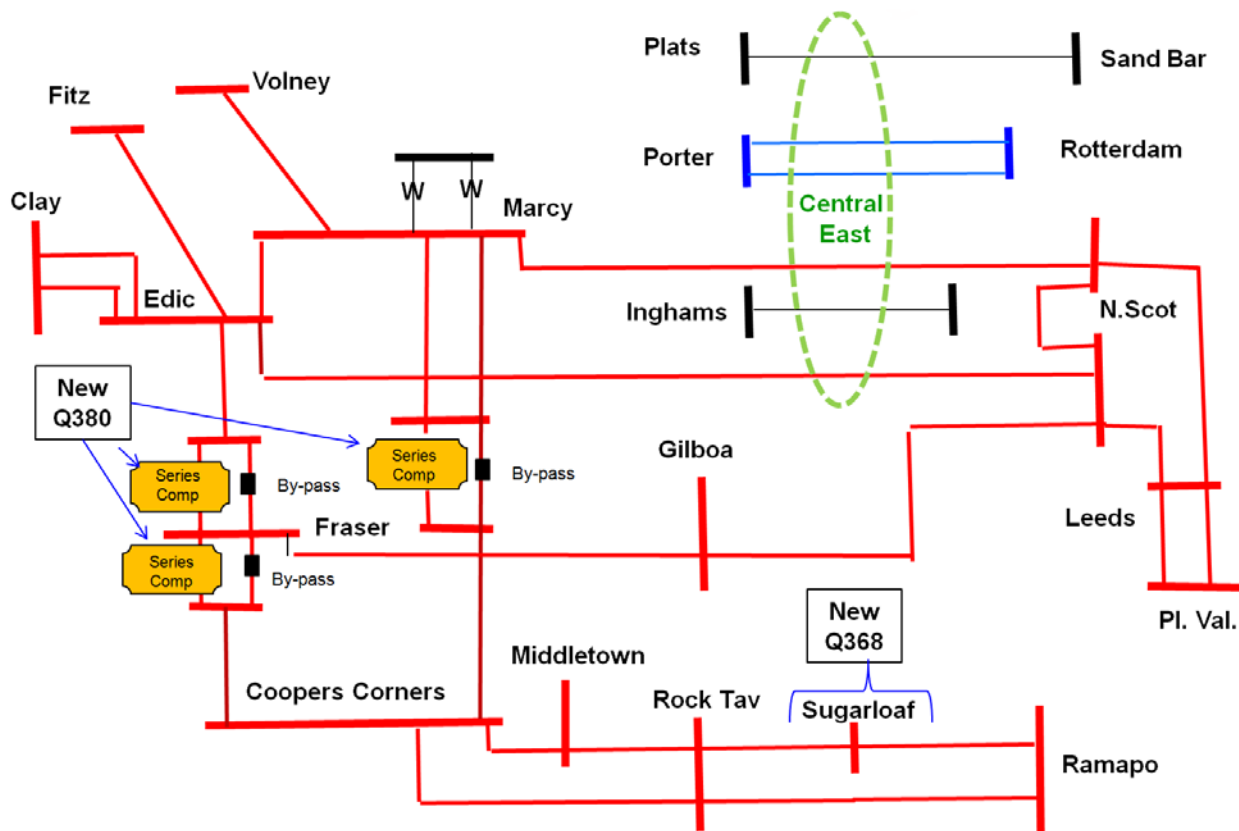 Plats
Sand Bar
Volney
Fitz
Porter
Rotterdam
W
W
Clay
Marcy
Central
East
Edic
Inghams
N.Scot
New
Q380
Series
Comp
By-pass
Gilboa
Series
Comp
By-pass
Fraser
Leeds
Series
Comp
By-pass
New
Q368
Pl. Val.
Middletown
Coopers Corners
Rock Tav
Sugarloaf
Ramapo